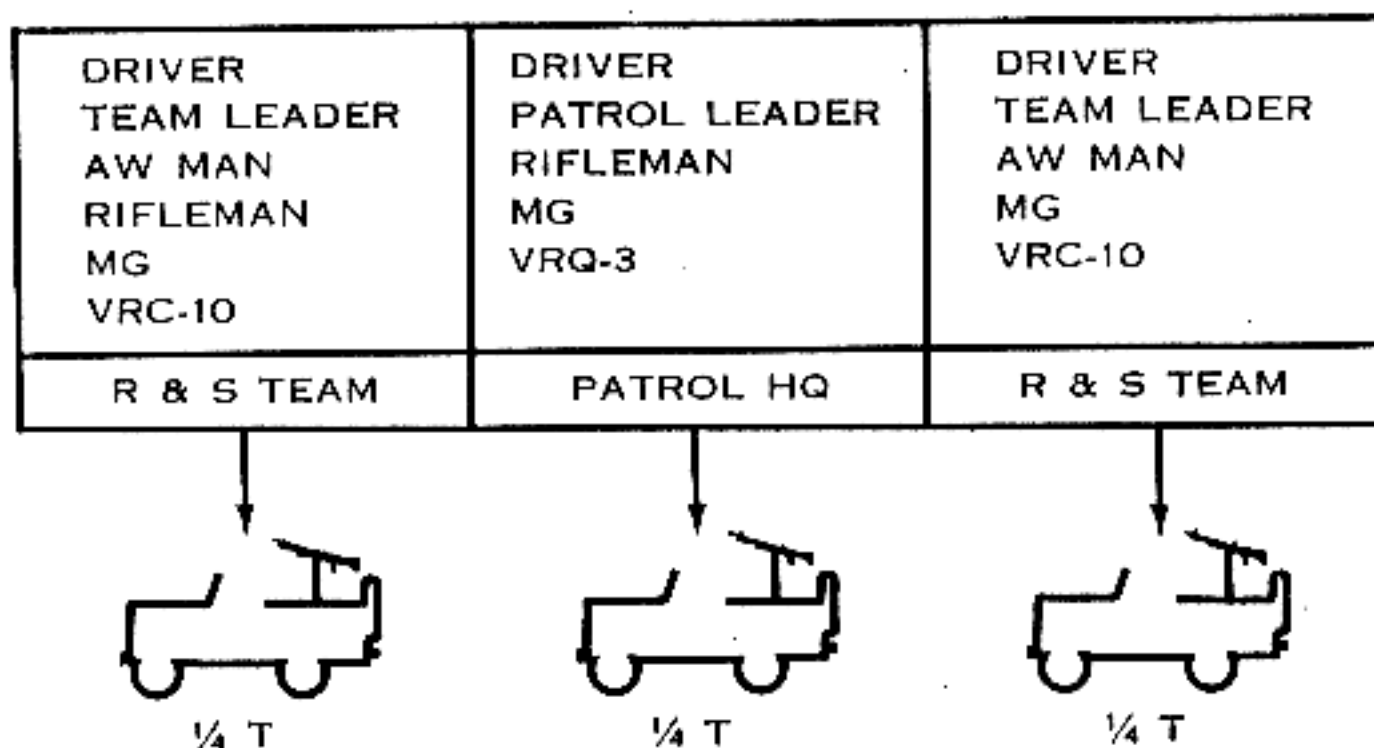 DRIVER
TEAM LEADER
AW MAN
RIFLEMAN
MG
VRC-10
R & S TEAM
DRIVER
PATROL LEADER
RIFLEMAN
MG
VRQ-3
PATROL HQ
DRIVER
TEAM LEADER
AW MAN
MG
VRC-10
R & S TEAM
¼ T
¼ T
¼ T